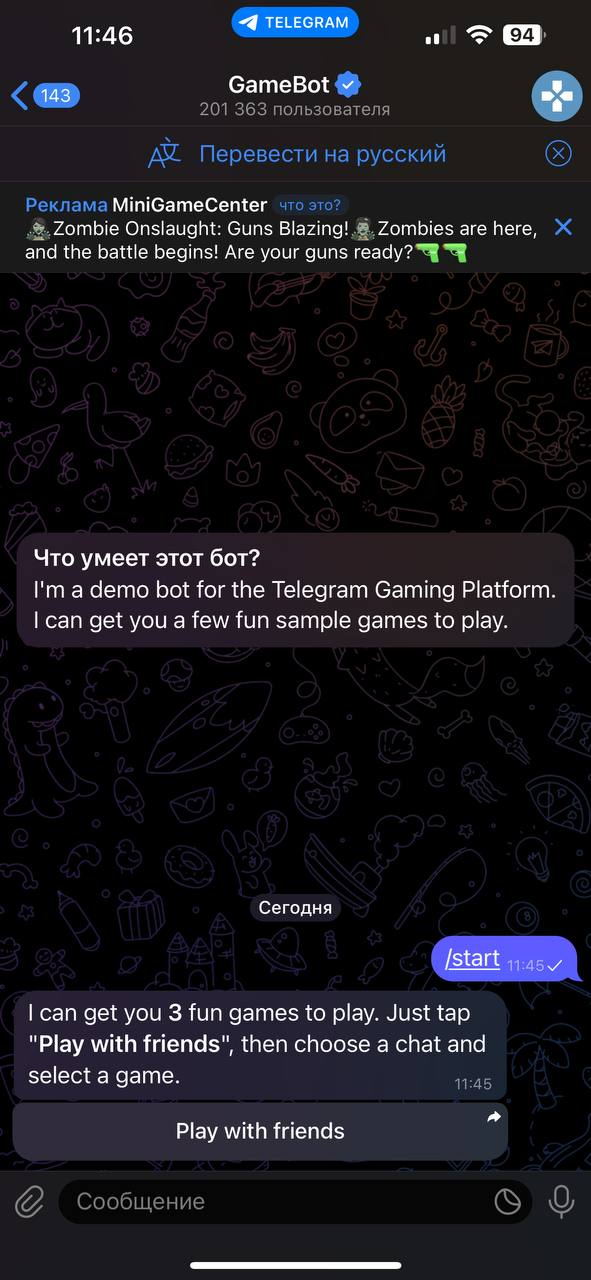 11:46
TELEGRAM
94
143
GameBot
201 363 пользователя
Перевести на русский
Реклама MiniGameCenter что это?
🧟‍♀️Zombie Onslaught: Guns Blazing!🧟‍♂️Zombies are here,
and the battle begins! Are your guns ready?🔫🔫
Что умеет этот бот?
I'm a demo bot for the Telegram Gaming Platform.
I can get you a few fun sample games to play.
Сегодня
/start 11:45
I can get you 3 fun games to play. Just tap
"Play with friends", then choose a chat and
select a game.
11:45
Play with friends
Сообщение